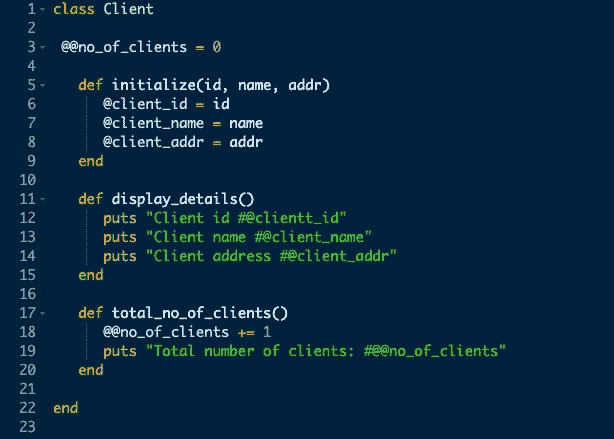 1 class Client
2
3 @@no_of_clients = 0
4
5 def initialize(id, name, addr)
6 @client_id = id
7 @client_name = name
8 @client_addr = addr
9 end
10
11 def display_details()
12 puts "Client id #@clientt_id"
13 puts "Client name #@client_name"
14 puts "Client address #@client_addr"
15 end
16
17 def total_no_of_clients()
18 @@no_of_clients += 1
19 puts "Total number of clients: #@@no_of_clients"
20 end
21
22 end
23